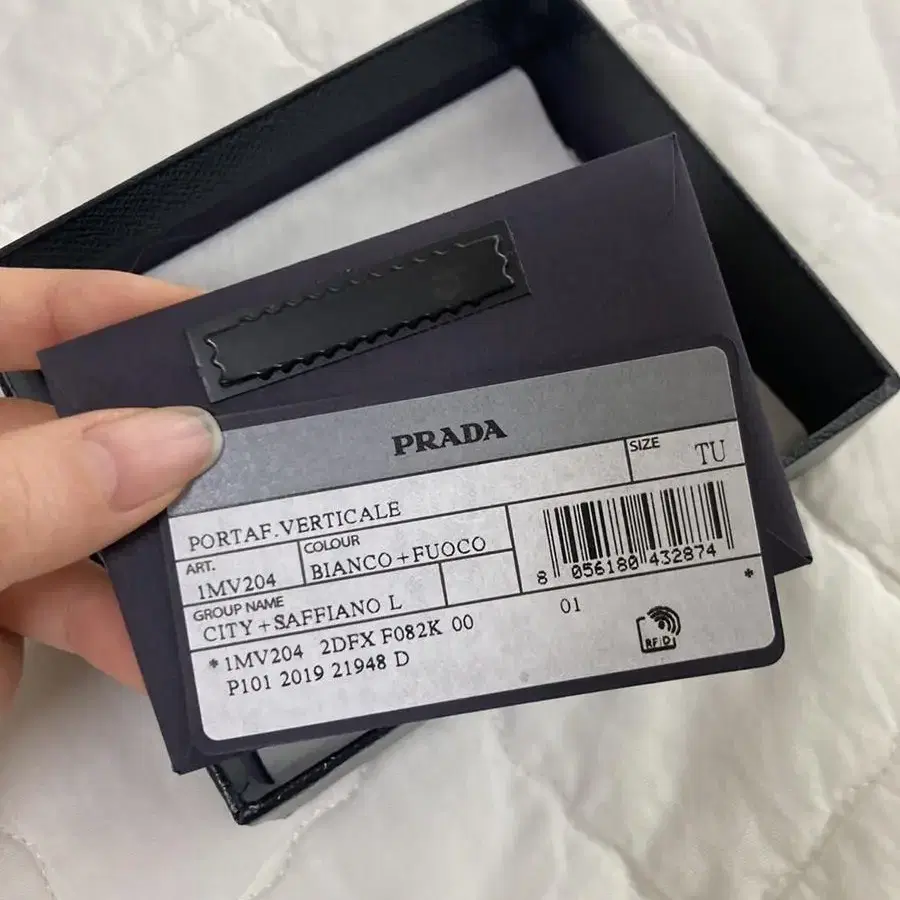 PRADA
SIZE TU
PORTAF.VERTICALE
ART. 1MV204
COLOUR BIANCO+FUOCO
8 056180 432874
GROUP NAME
CITY+SAFFIANO L
01
*
* 1MV204 2DFX F082K 00
P101 2019 21948 D
RFID